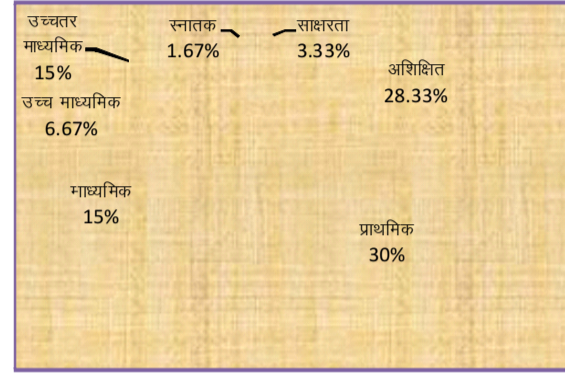 उच्चतर
माध्यमिक
15%
स्नातक
1.67%
साक्षरता
3.33%
अशिक्षित
28.33%
उच्च माध्यमिक
6.67%
माध्यमिक
15%
प्राथमिक
30%